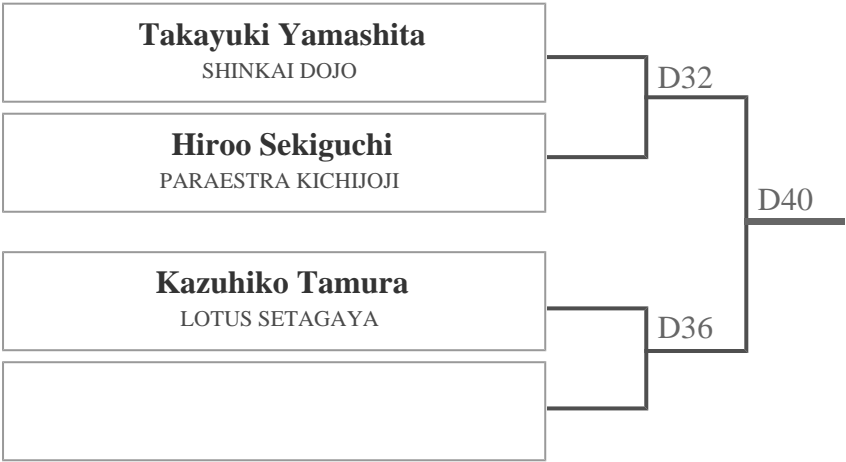 Takayuki Yamashita
SHINKAI DOJO
D32
Hiroo Sekiguchi
PARAESTRA KICHIJOJI
D40
Kazuhiko Tamura
LOTUS SETAGAYA
D36